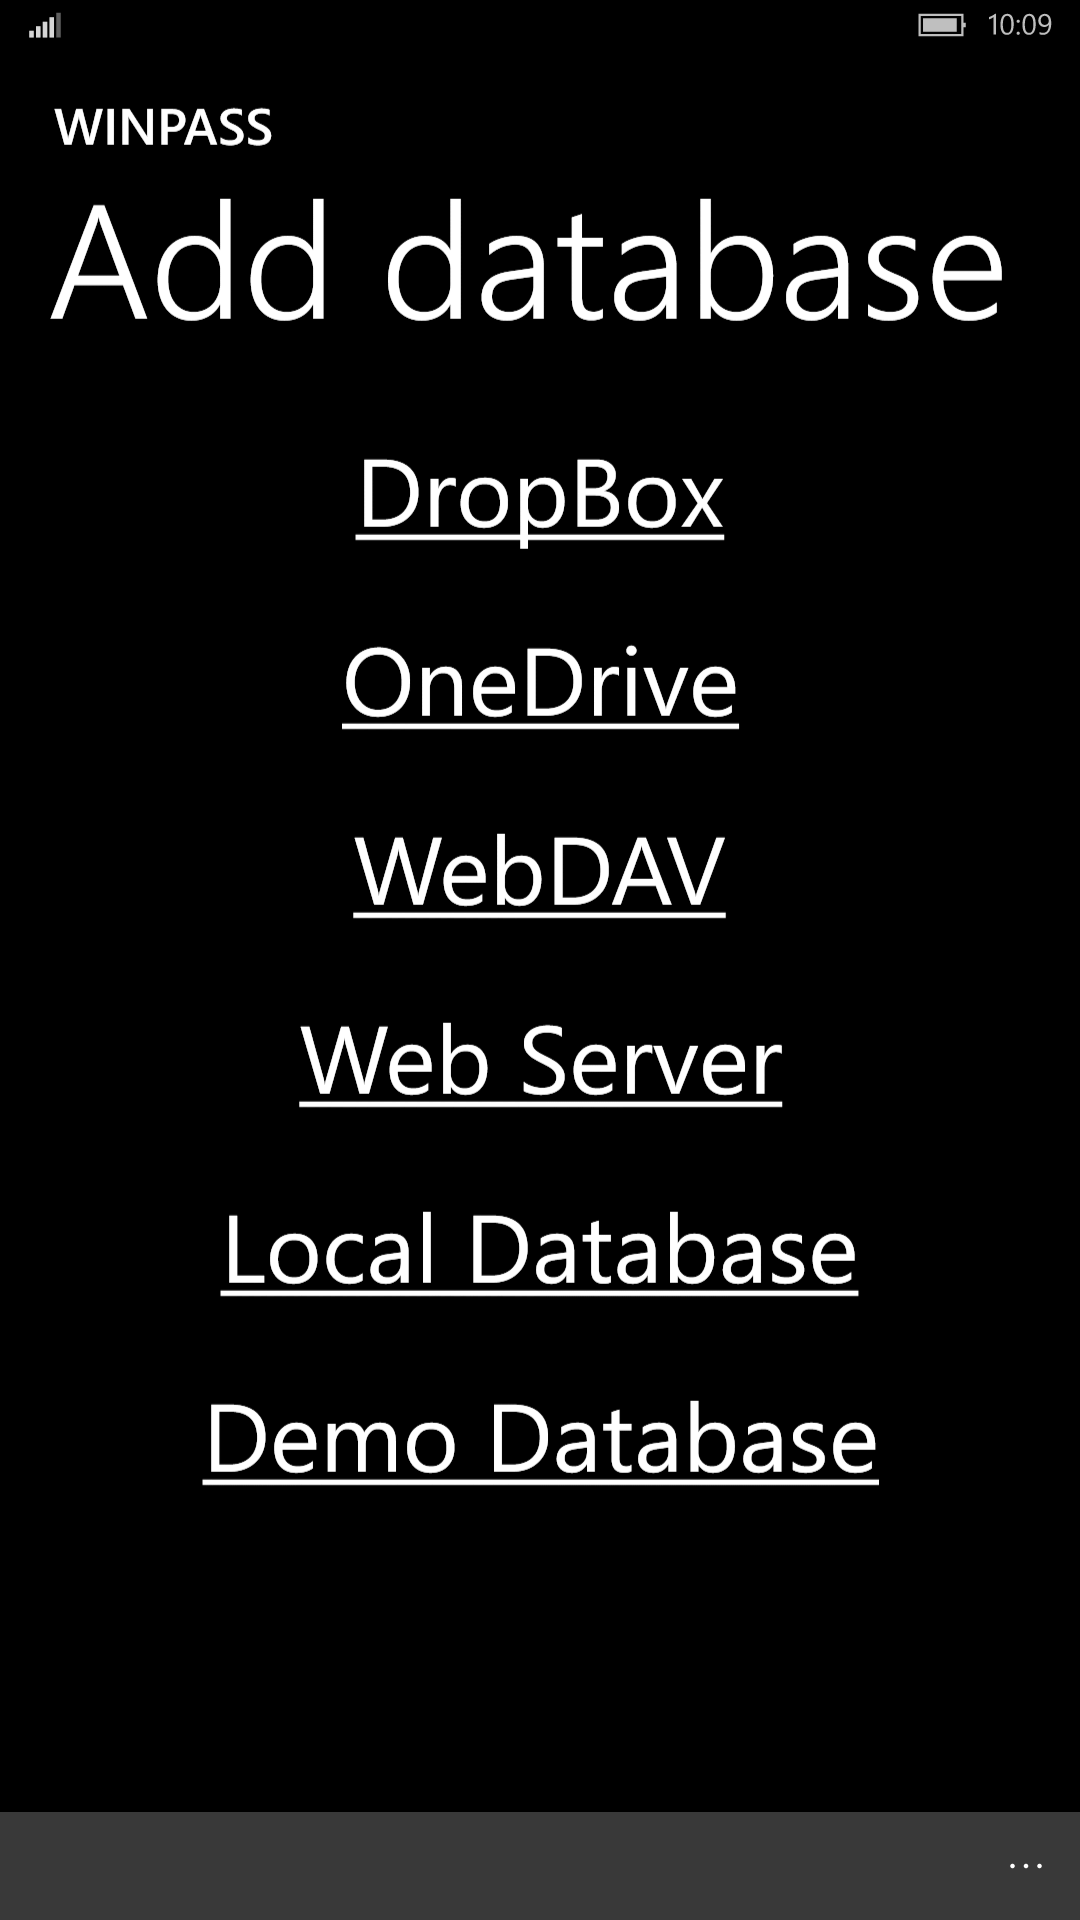 10:09
WINPASS
Add database
DropBox
OneDrive
WebDAV
Web Server
Local Database
Demo Database
...